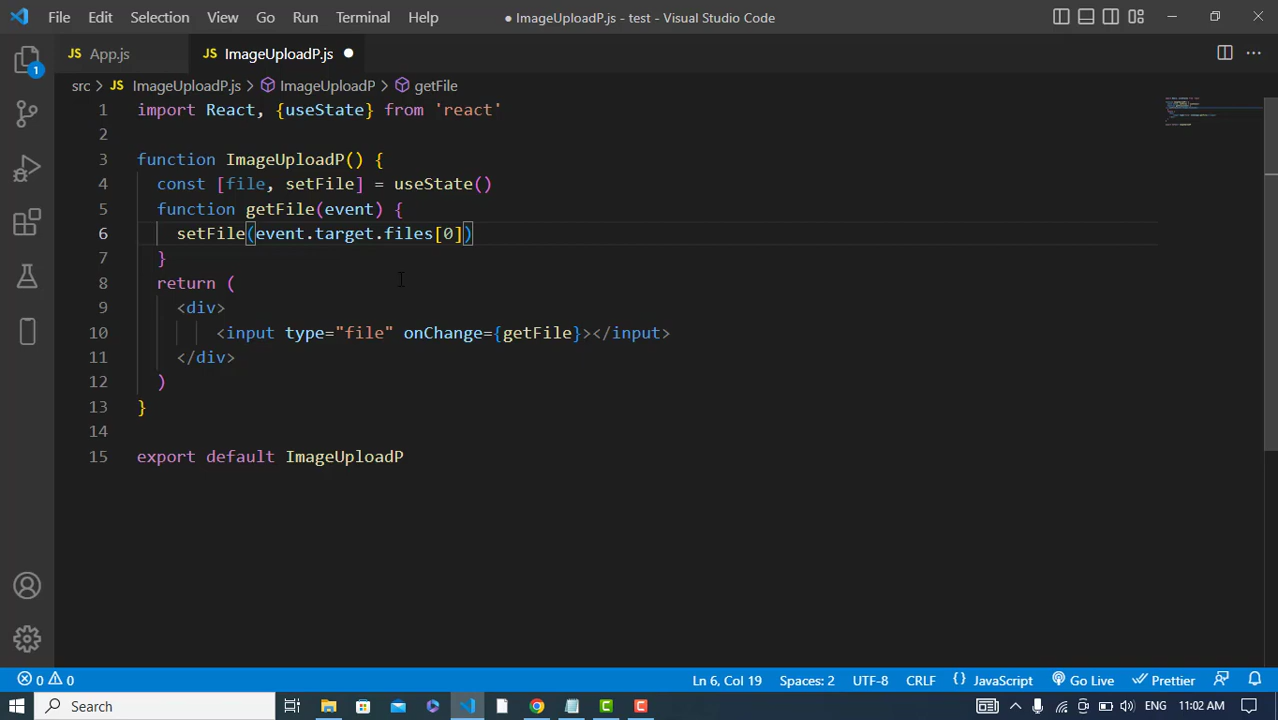 File Edit Selection View Go Run Terminal Help ● ImageUploadP.js - test - Visual Studio Code
JS App.js JS ImageUploadP.js
src > JS ImageUploadP.js > ImageUploadP > getFile
1 import React, {useState} from 'react'
2
3 function ImageUploadP() {
4 const [file, setFile] = useState()
5 function getFile(event) {
6 setFile(event.target.files[0])
7 }
8 return (
9 <div>
10 <input type="file" onChange={getFile}></input>
11 </div>
12 )
13 }
14
15 export default ImageUploadP
1
0 0 Ln 6, Col 19 Spaces: 2 UTF-8 CRLF {} JavaScript Go Live Prettier
Search ENG 11:02 AM